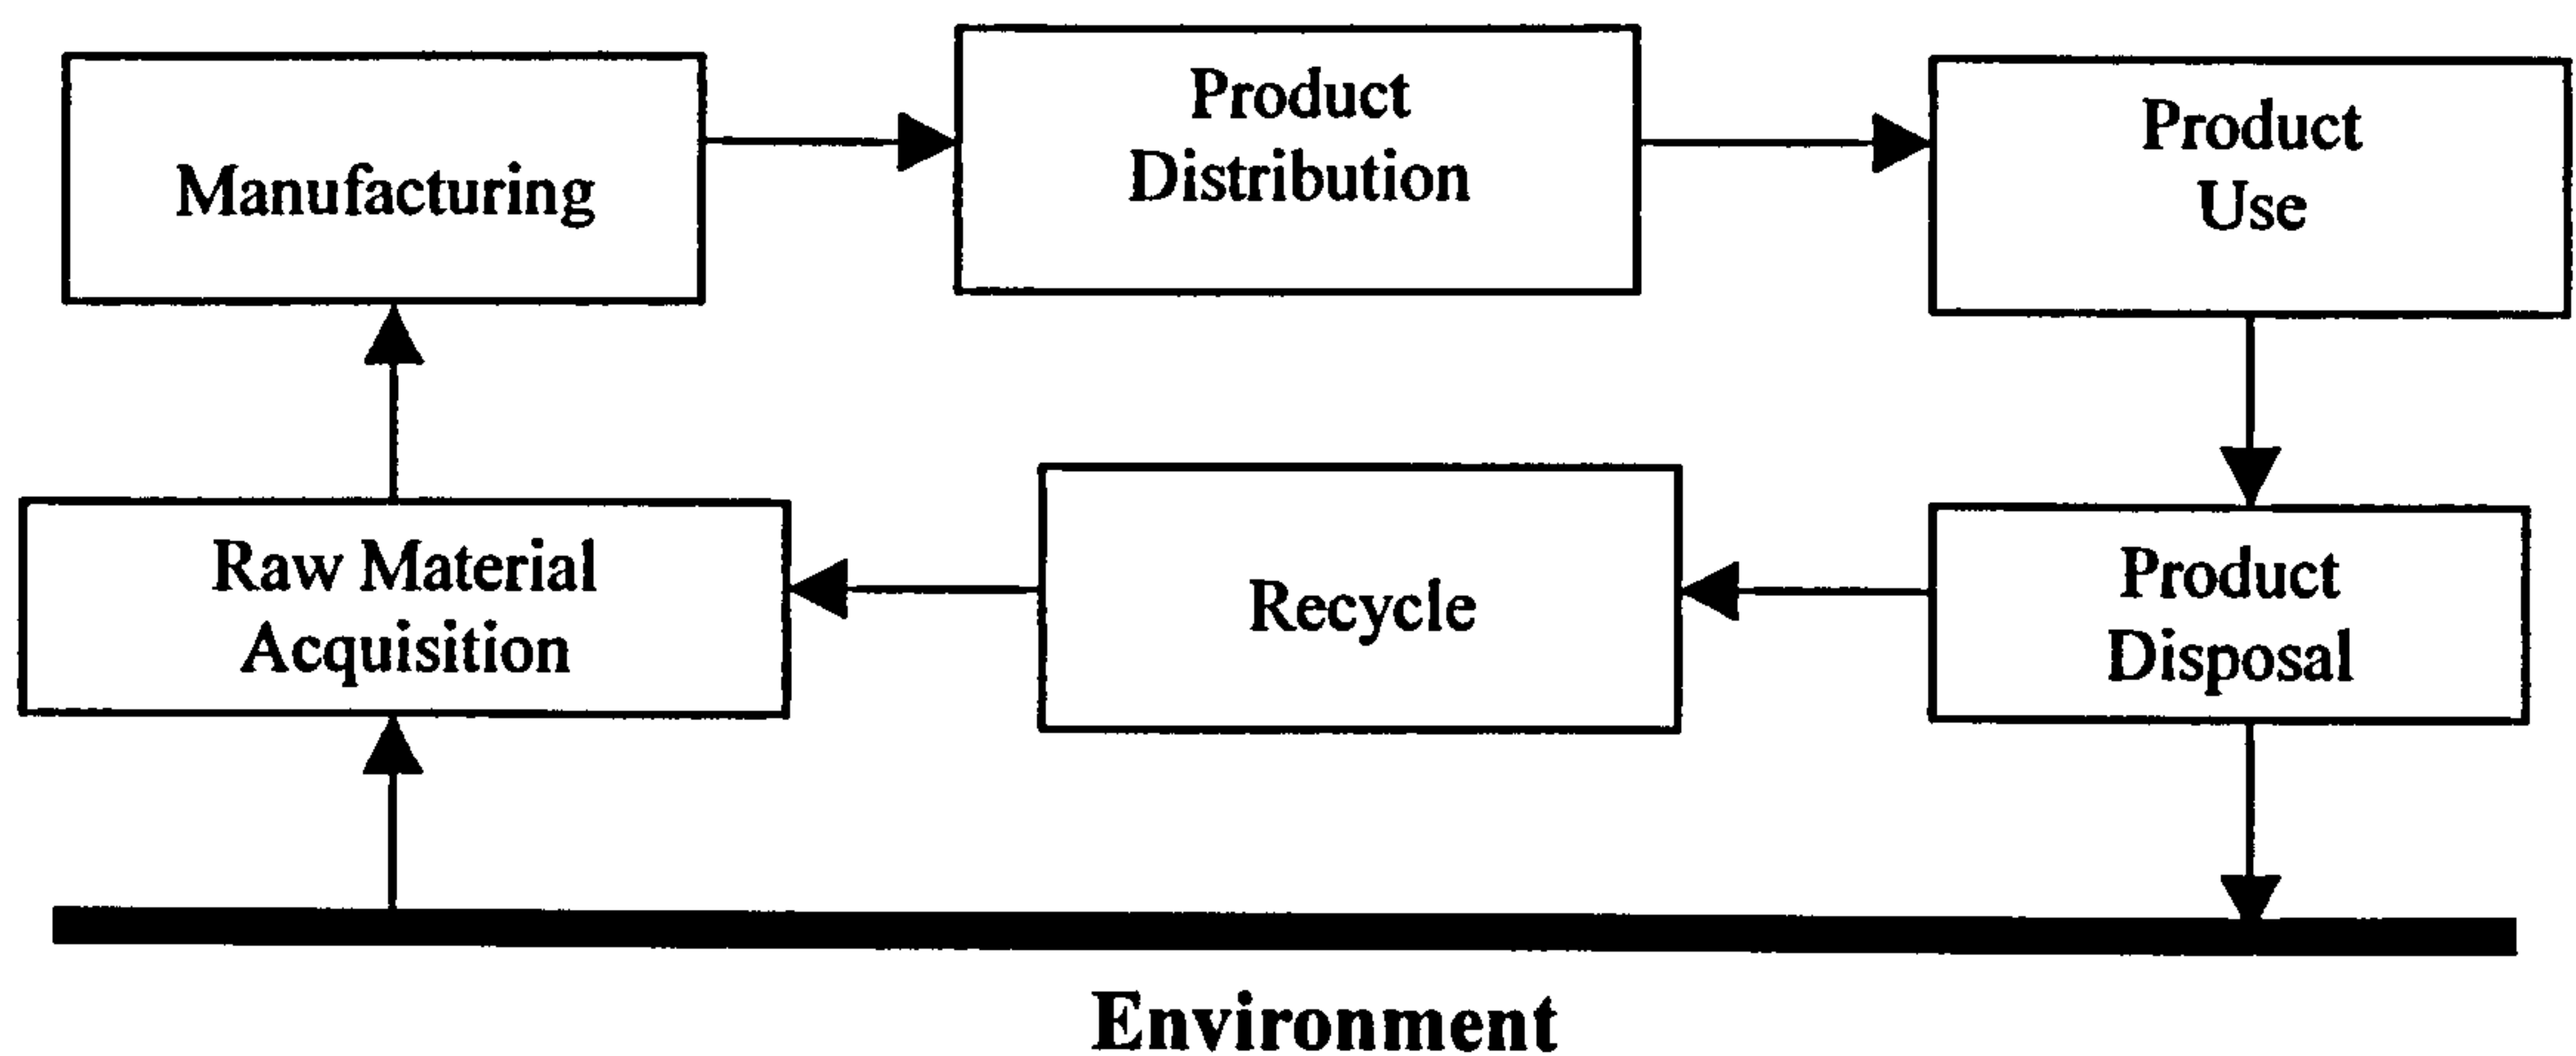 Manufacturing
Product
Distribution
Product
Use
Raw Material
Acquisition
Recycle
Product
Disposal
Environment